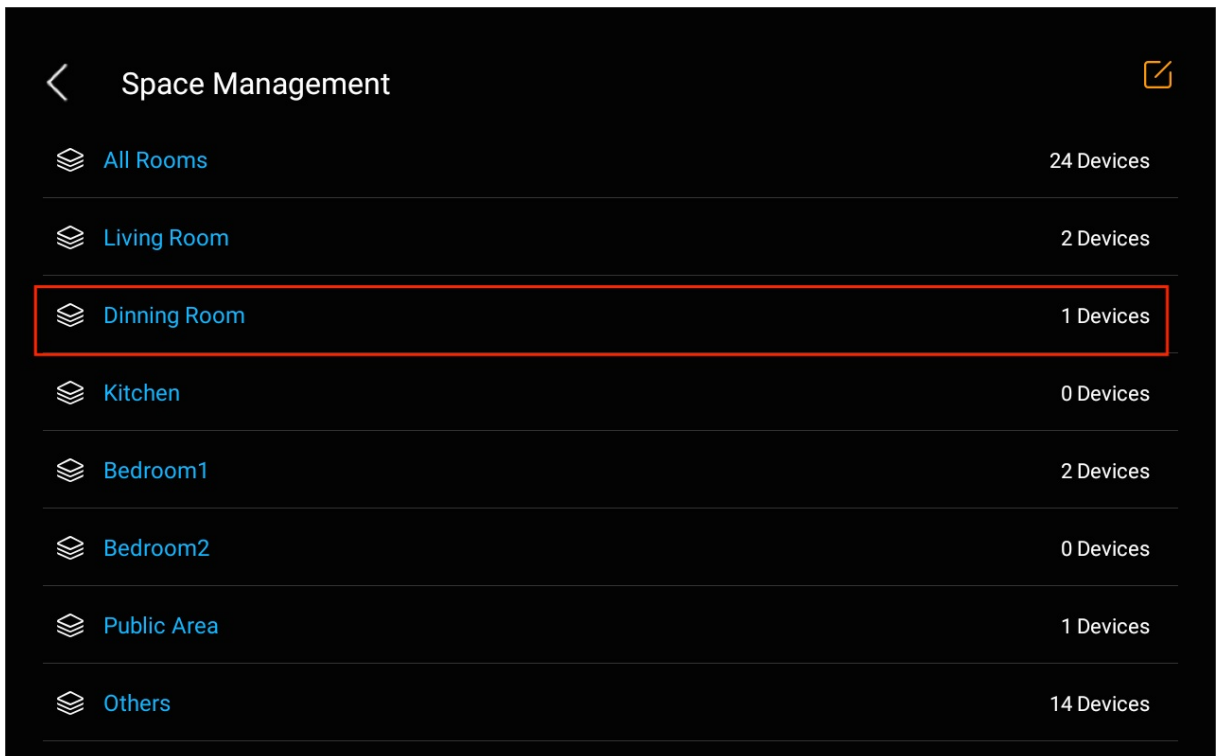 Space Management
All Rooms 24 Devices
Living Room 2 Devices
Dinning Room 1 Devices
Kitchen 0 Devices
Bedroom1 2 Devices
Bedroom2 0 Devices
Public Area 1 Devices
Others 14 Devices